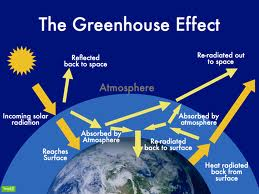 The Greenhouse Effect
Reflected
back to space
Re-radiated out
to space
Atmosphere
Incoming solar
radiation
Absorbed by
Atmosphere
Re-radiated
back to surface
Absorbed by
atmosphere
Reaches
Surface
Heat radiated
back from
surface